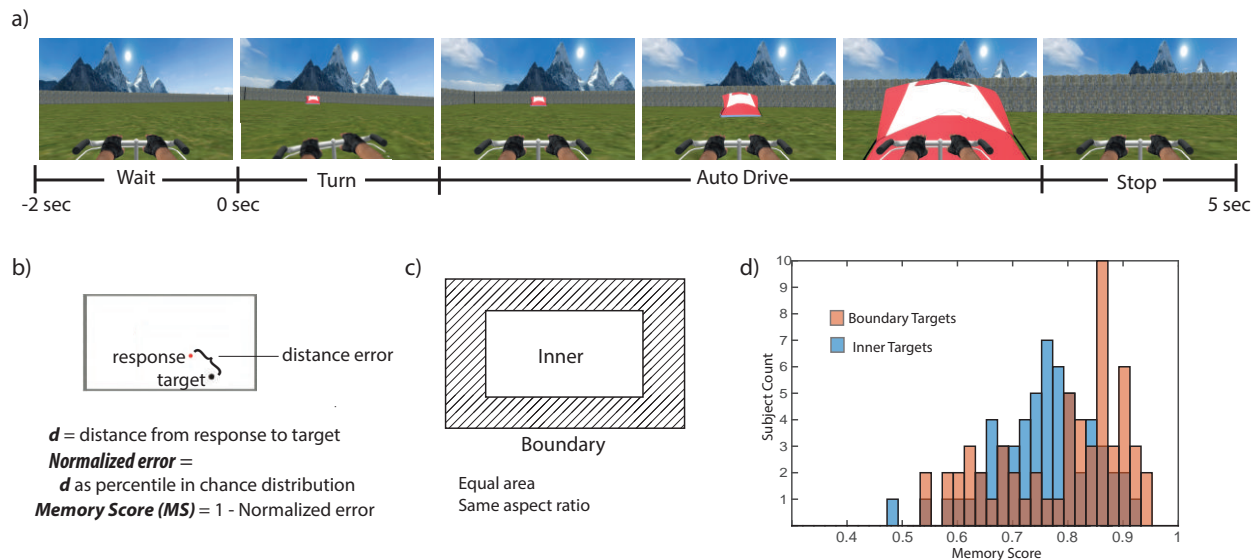 a)
Wait
Turn
Auto Drive
Stop
-2 sec
0 sec
5 sec
b)
response
distance error
target
d = distance from response to target
Normalized error =
d as percentile in chance distribution
Memory Score (MS) = 1 - Normalized error
c)
Inner
Boundary
Equal area
Same aspect ratio
d)
Subject Count
10
9
8
7
6
5
4
3
2
1
Boundary Targets
Inner Targets
0.4
0.5
0.6
0.7
0.8
0.9
1
Memory Score